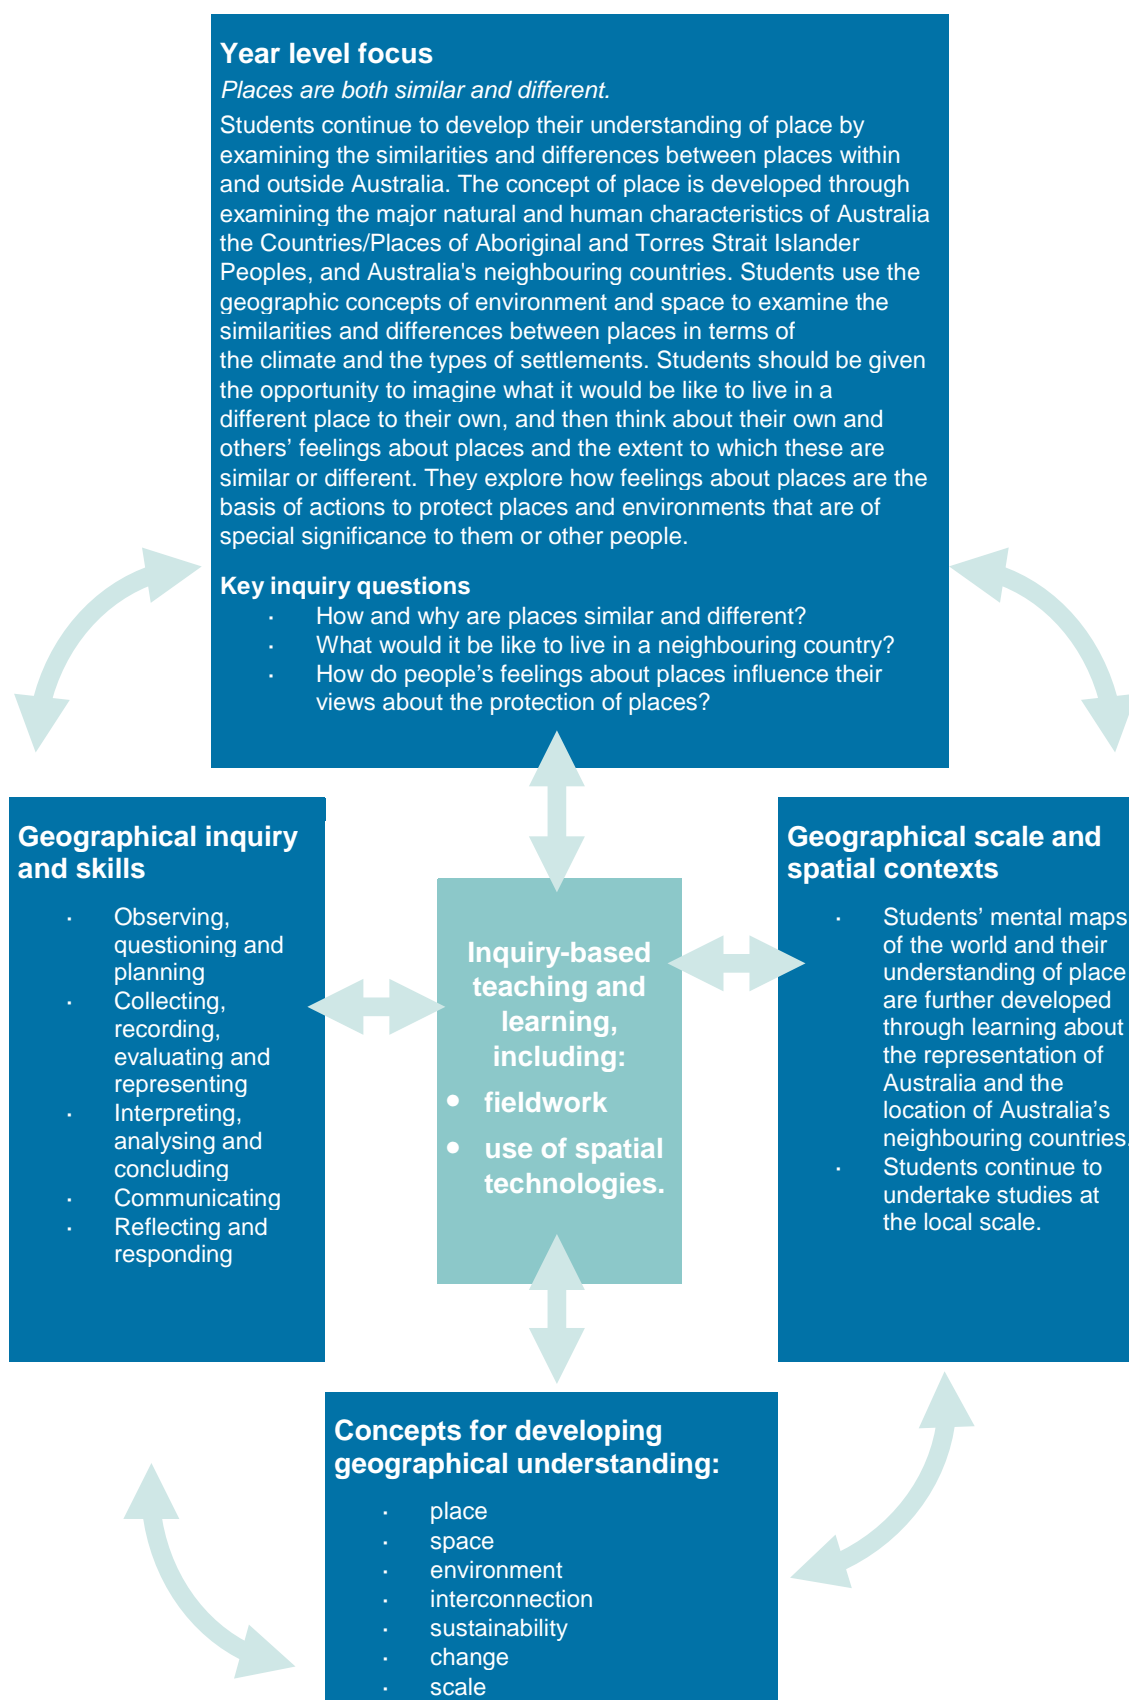 Year level focus
Places are both similar and different.
Students continue to develop their understanding of place by
examining the similarities and differences between places within
and outside Australia. The concept of place is developed through
examining the major natural and human characteristics of Australia
the Countries/Places of Aboriginal and Torres Strait Islander
Peoples, and Australia's neighbouring countries. Students use the
geographic concepts of environment and space to examine the
similarities and differences between places in terms of
the climate and the types of settlements. Students should be given
the opportunity to imagine what it would be like to live in a
different place to their own, and then think about their own and
others’ feelings about places and the extent to which these are
similar or different. They explore how feelings about places are the
basis of actions to protect places and environments that are of
special significance to them or other people.
Key inquiry questions
· How and why are places similar and different?
· What would it be like to live in a neighbouring country?
· How do people’s feelings about places influence their
views about the protection of places?
Geographical inquiry
and skills
· Observing,
questioning and
planning
· Collecting,
recording,
evaluating and
representing
· Interpreting,
analysing and
concluding
· Communicating
· Reflecting and
responding
Inquiry-based
teaching and
learning,
including:
• fieldwork
• use of spatial
technologies.
Geographical scale and
spatial contexts
· Students’ mental maps
of the world and their
understanding of place
are further developed
through learning about
the representation of
Australia and the
location of Australia’s
neighbouring countries.
· Students continue to
undertake studies at
the local scale.
Concepts for developing
geographical understanding:
· place
· space
· environment
· interconnection
· sustainability
· change
· scale